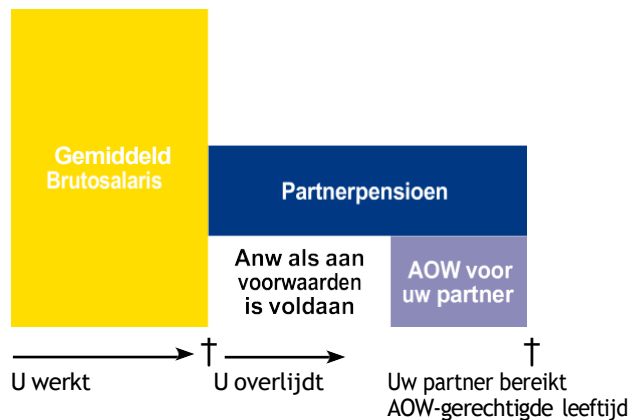 Gemiddeld
Brutosalaris
Partnerpensioen
Anw als aan
voorwaarden
is voldaan
AOW voor
uw partner
U werkt
U overlijdt
Uw partner bereikt
AOW-gerechtigde leeftijd